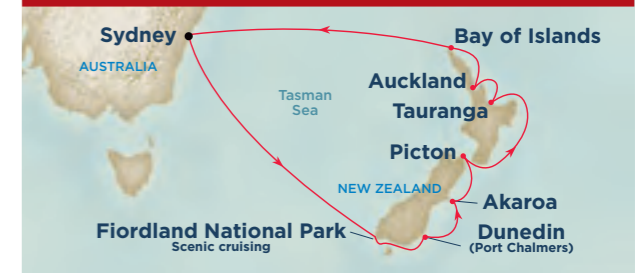 Sydney
Bay of Islands
AUSTRALIA
Auckland
Tasman
Sea
Tauranga
Picton
NEW ZEALAND
Akaroa
Fiordland National Park
Scenic cruising
Dunedin
(Port Chalmers)